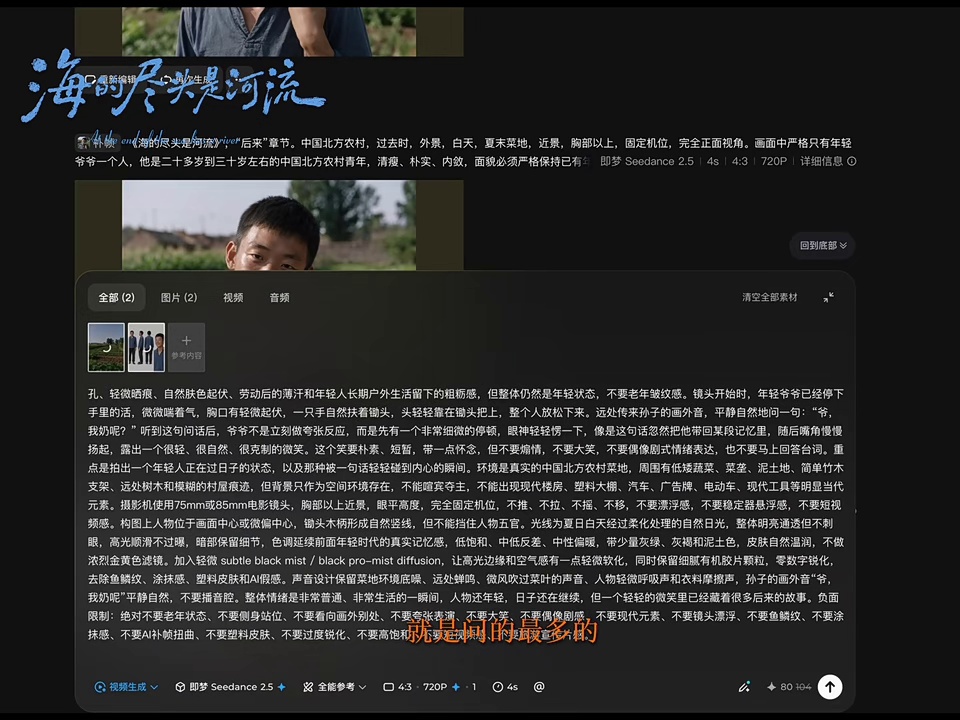 重新编辑 再次生成
海的尽头是河流
At the end of the sea is a river
《海的尽头是河流》，“后来”章节。中国北方农村，过去时，外景，白天，夏末菜地，近景，胸部以上，固定机位，完全正面视角。画面中严格只有年轻
爷爷一个人，他是二十多岁到三十岁左右的中国北方农村青年，清瘦、朴实、内敛，面貌必须严格保持已有 即梦 Seedance 2.5 | 4s | 4:3 | 720P | 详细信息
回到底部
全部 (2) 图片 (2) 视频 音频 清空全部素材
参考内容
孔、轻微晒痕、自然肤色起伏、劳动后的薄汗和年轻人长期户外生活留下的粗粝感，但整体仍然是年轻状态，不要老年皱纹感。镜头开始时，年轻爷爷已经停下
手里的活，微微喘着气，胸口有轻微起伏，一只手自然扶着锄头，头轻轻靠在锄头把上，整个人放松下来。远处传来孙子的画外音，平静自然地问一句：“爷，
我奶呢？” 听到这句问话后，爷爷不是立刻做夸张反应，而是先有一个非常细微的停顿，眼神轻轻愣一下，像是这句话忽然把他带回某段记忆里，随后嘴角慢慢
扬起，露出一个很轻、很自然、很克制的微笑。这个笑要朴素、短暂，带一点怀念，但不要煽情，不要大笑，不要偶像剧式情绪表达，也不要马上回答台词。重
点是拍出一个年轻人正在过日子的状态，以及那种被一句话轻轻碰到内心的瞬间。环境是真实的中国北方农村菜地，周围有低矮蔬菜、菜垄、泥土地、简单竹木
支架、远处树木和模糊的村屋痕迹，但背景只作为空间环境存在，不能喧宾夺主，不能出现现代楼房、塑料大棚、汽车、广告牌、电动车、现代工具等明显当代
元素。摄影机使用75mm或85mm电影镜头，胸部以上近景，眼平高度，完全固定机位，不推、不拉、不摇、不移，不要漂浮感，不要稳定器悬浮感，不要短视
频感。构图上人物位于画面中心或微偏中心，锄头木柄形成自然竖线，但不能挡住人物五官。光线为夏日白天经过柔化处理的自然日光，整体明亮通透但不刺
眼，高光顺滑不过曝，暗部保留细节，色调延续前面年轻时代的真实记忆感，低饱和、中低反差、中性偏暖，带少量灰绿、灰褐和泥土色，皮肤自然温润，不做
浓烈金黄色滤镜。加入轻微 subtle black mist / black pro-mist diffusion，让高光边缘和空气感有一点轻微软化，同时保留细腻有机胶片颗粒，零数字锐化，
去除鱼鳞纹、涂抹感、塑料皮肤和AI假感。声音设计保留菜地环境底噪、远处蝉鸣、微风吹过菜叶的声音、人物轻微呼吸声和衣料摩擦声，孙子的画外音“爷，
我奶呢”平静自然，不要播音腔。整体情绪是非常普通、非常生活的一瞬间，人物还年轻，日子还在继续，但一个轻轻的微笑里已经藏着很多后来的故事。负面
限制：绝对不要老年状态、不要侧身站位、不要看向画外别处、不要夸张表演、不要大笑、不要偶像剧感、不要现代元素、不要镜头漂浮、不要鱼鳞纹、不要涂
抹感、不要AI补帧扭曲、不要塑料皮肤、不要过度锐化、不要高饱和
就是问的最多的
视频生成 即梦 Seedance 2.5 全能参考 4:3 · 720P · 1 4s @ 80 104